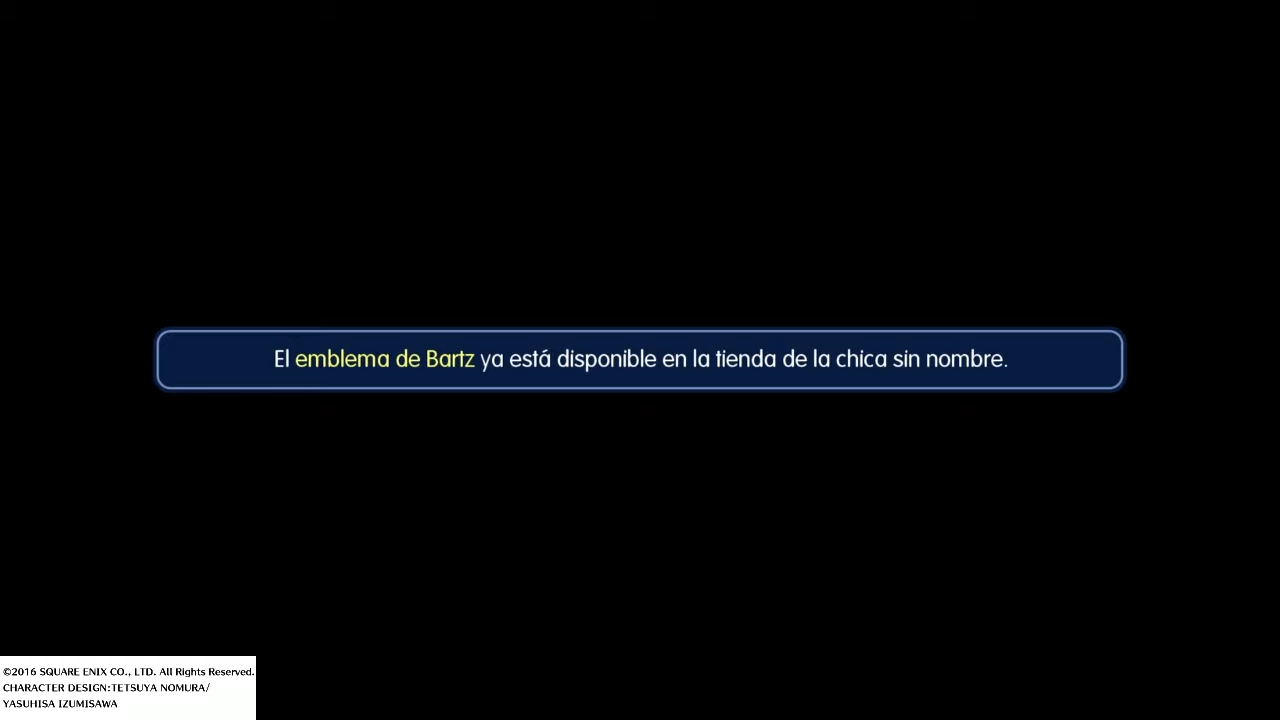 El emblema de Bartz ya está disponible en la tienda de la chica sin nombre.
©2016 SQUARE ENIX CO., LTD. All Rights Reserved.
CHARACTER DESIGN:TETSUYA NOMURA/
YASUHISA IZUMISAWA